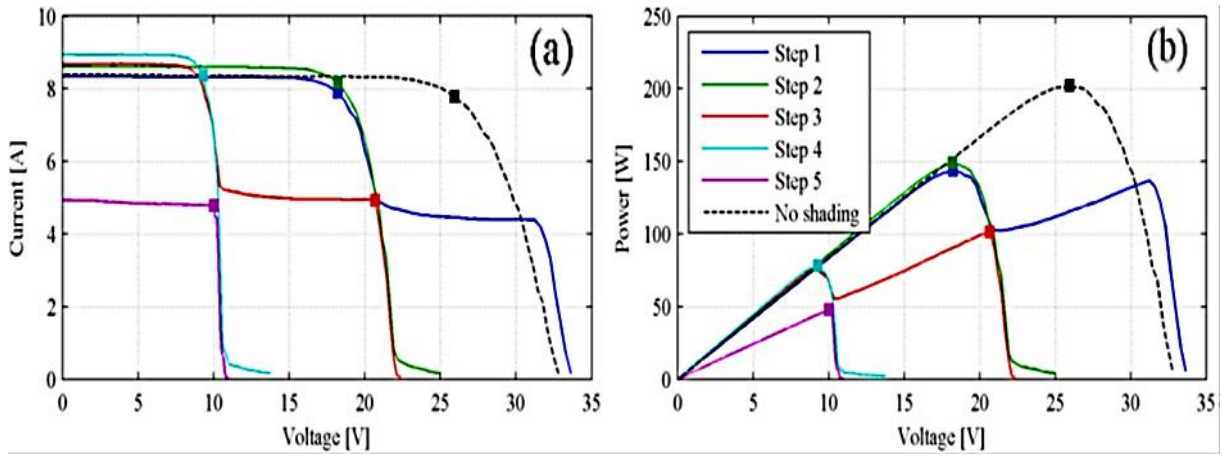 10
8
6
4
2
0
Current [A]
(a)
0 5 10 15 20 25 30 35
Voltage [V]
250
200
150
100
50
0
Power [W]
(b)
Step 1
Step 2
Step 3
Step 4
Step 5
No shading
0 5 10 15 20 25 30 35
Voltage [V]